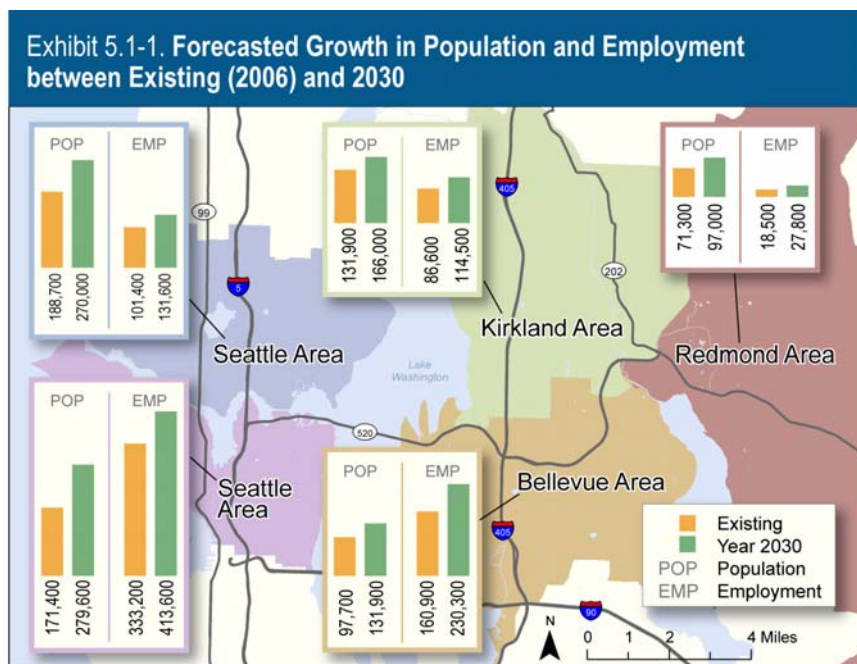 Exhibit 5.1-1. Forecasted Growth in Population and Employment
between Existing (2006) and 2030
POP EMP
188,700
270,000
101,400
131,600
Seattle Area
POP EMP
131,900
166,000
86,600
114,500
Kirkland Area
POP EMP
71,300
97,000
18,500
27,800
Redmond Area
99
5
405
202
Lake
Washington
520
POP EMP
171,400
279,600
333,200
413,600
Seattle
Area
POP EMP
97,700
131,900
160,900
230,300
Bellevue Area
405
90
Existing
Year 2030
POP Population
EMP Employment
N
0 1 2 4 Miles